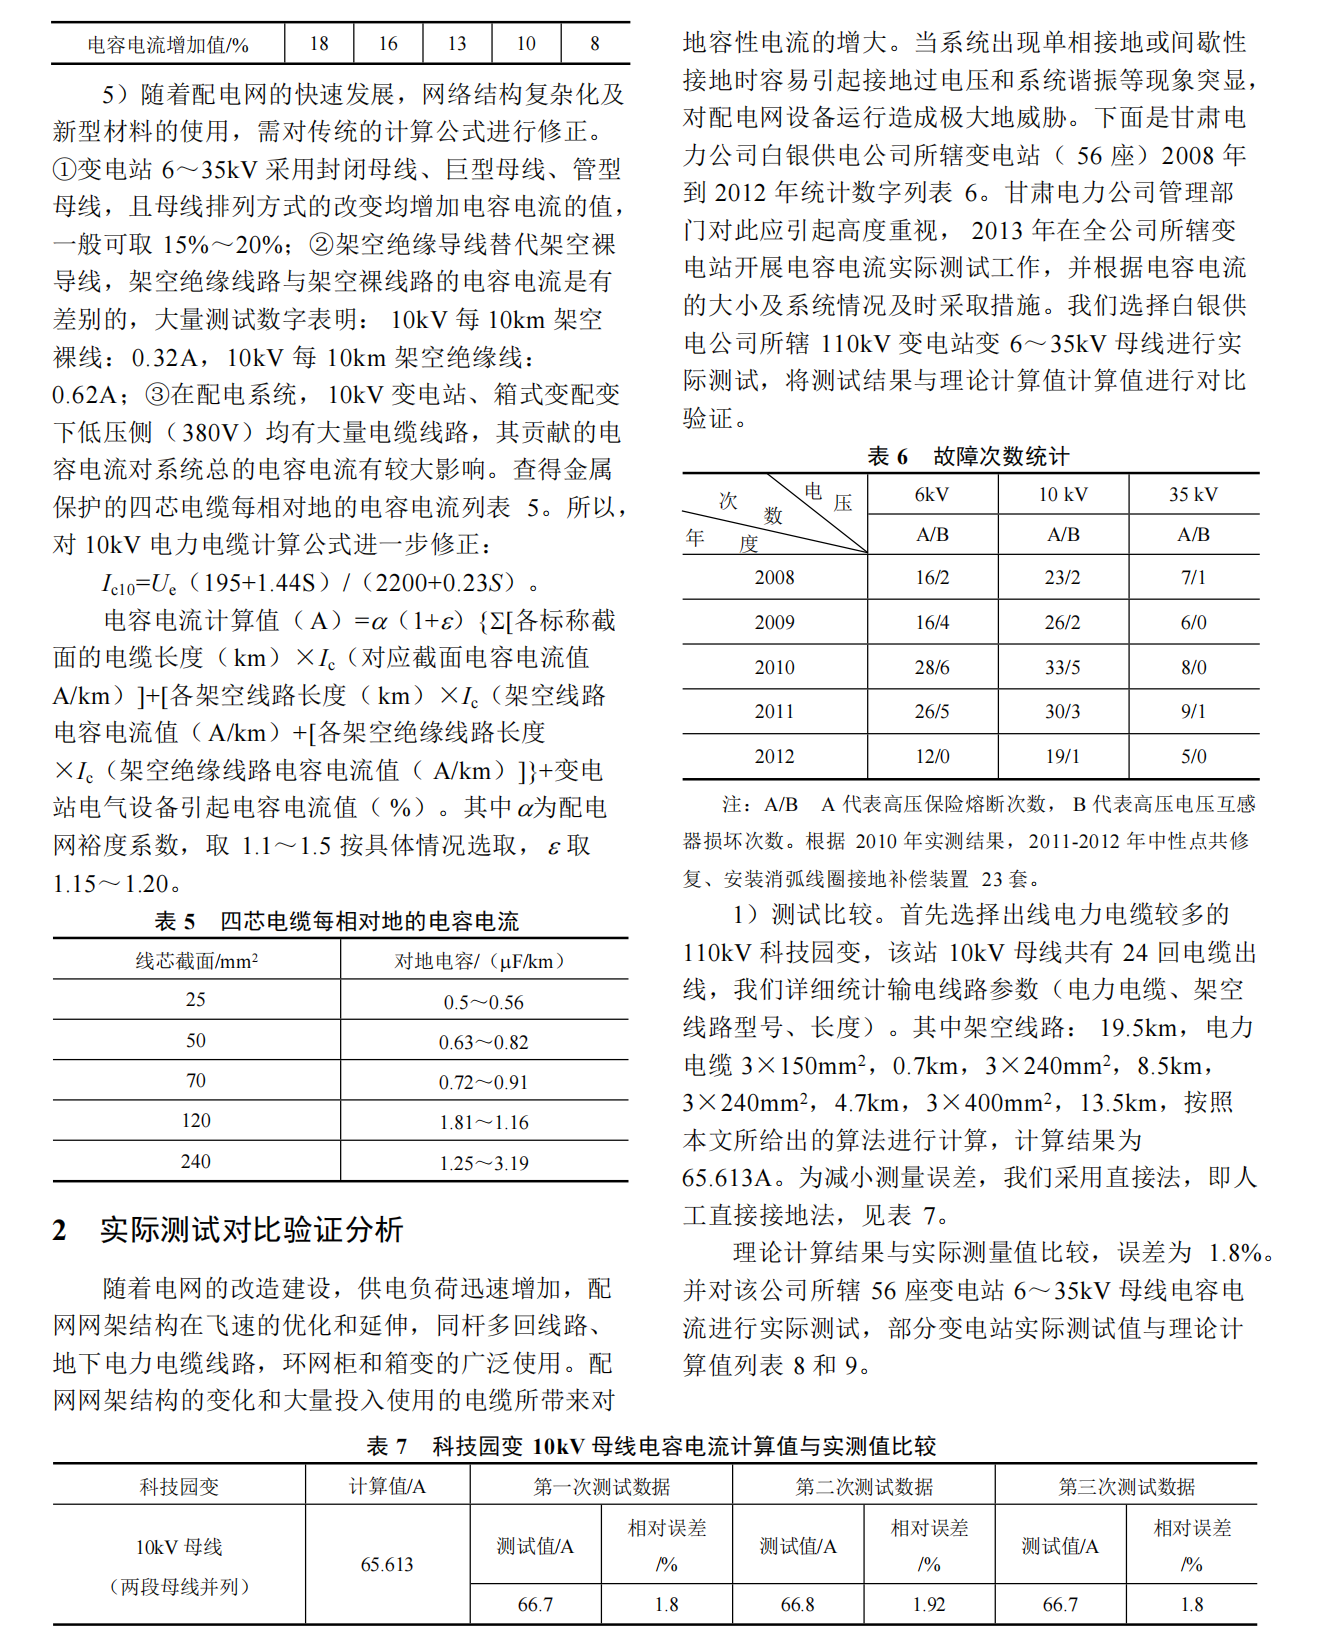 电容电流增加值/% 18 16 13 10 8
5）随着配电网的快速发展，网络结构复杂化及
新型材料的使用，需对传统的计算公式进行修正。
①变电站 6～35kV 采用封闭母线、巨型母线、管型
母线，且母线排列方式的改变均增加电容电流的值，
一般可取 15%～20%；②架空绝缘导线替代架空裸
导线，架空绝缘线路与架空裸线路的电容电流是有
差别的，大量测试数字表明： 10kV 每 10km 架空
裸线：0.32A，10kV 每 10km 架空绝缘线：
0.62A；③在配电系统，10kV 变电站、箱式变配变
下低压侧（380V）均有大量电缆线路，其贡献的电
容电流对系统总的电容电流有较大影响。查得金属
保护的四芯电缆每相对地的电容电流列表 5。所以，
对 10kV 电力电缆计算公式进一步修正：
Ic10=Ue（195+1.44S）/（2200+0.23S）。
电容电流计算值（A）=α（1+ε）{Σ[各标称截
面的电缆长度（km）×Ic（对应截面电容电流值
A/km）]+[各架空线路长度（km）×Ic（架空线路
电容电流值（A/km）+[各架空绝缘线路长度
×Ic（架空绝缘线路电容电流值（ A/km）]}+变电
站电气设备引起电容电流值（%）。其中α为配电
网裕度系数，取 1.1～1.5 按具体情况选取，ε 取
1.15～1.20。
表 5 四芯电缆每相对地的电容电流
线芯截面/mm² 对地电容/（μF/km）
25 0.5～0.56
50 0.63～0.82
70 0.72～0.91
120 1.81～1.16
240 1.25～3.19
2 实际测试对比验证分析
随着电网的改造建设，供电负荷迅速增加，配
网网架结构在飞速的优化和延伸，同杆多回线路、
地下电力电缆线路，环网柜和箱变的广泛使用。配
网网架结构的变化和大量投入使用的电缆所带来对
地容性电流的增大。当系统出现单相接地或间歇性
接地时容易引起接地过电压和系统谐振等现象突显，
对配电网设备运行造成极大地威胁。下面是甘肃电
力公司白银供电公司所辖变电站（ 56 座）2008 年
到 2012 年统计数字列表 6。甘肃电力公司管理部
门对此应引起高度重视， 2013 年在全公司所辖变
电站开展电容电流实际测试工作，并根据电容电流
的大小及系统情况及时采取措施。我们选择白银供
电公司所辖 110kV 变电站变 6～35kV 母线进行实
际测试，将测试结果与理论计算值计算值进行对比
验证。
表 6 故障次数统计
次数 电压 年度 6kV 10 kV 35 kV
A/B A/B A/B
2008 16/2 23/2 7/1
2009 16/4 26/2 6/0
2010 28/6 33/5 8/0
2011 26/5 30/3 9/1
2012 12/0 19/1 5/0
注：A/B A 代表高压保险熔断次数， B 代表高压电压互感
器损坏次数。根据 2010 年实测结果，2011-2012 年中性点共修
复、安装消弧线圈接地补偿装置 23 套。
1）测试比较。首先选择出线电力电缆较多的
110kV 科技园变，该站 10kV 母线共有 24 回电缆出
线，我们详细统计输电线路参数（电力电缆、架空
线路型号、长度）。其中架空线路： 19.5km，电力
电缆 3×150mm²，0.7km，3×240mm²，8.5km，
3×240mm²，4.7km，3×400mm²，13.5km，按照
本文所给出的算法进行计算，计算结果为
65.613A。为减小测量误差，我们采用直接法，即人
工直接接地法，见表 7。
理论计算结果与实际测量值比较，误差为 1.8%。
并对该公司所辖 56 座变电站 6～35kV 母线电容电
流进行实际测试，部分变电站实际测试值与理论计
算值列表 8 和 9。
表 7 科技园变 10kV 母线电容电流计算值与实测值比较
科技园变 计算值/A 第一次测试数据 第二次测试数据 第三次测试数据
10kV 母线（两段母线并列） 65.613 测试值/A 相对误差/% 测试值/A 相对误差/% 测试值/A 相对误差/%
66.7 1.8 66.8 1.92 66.7 1.8